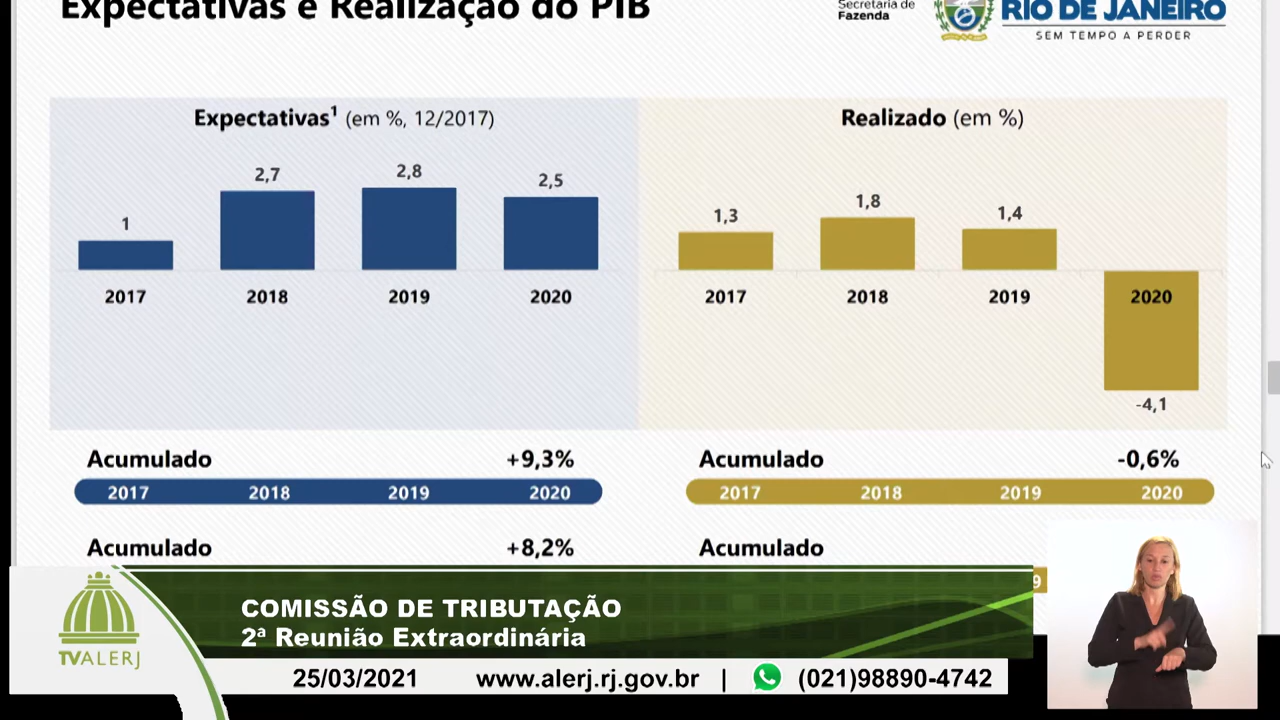 Expectativas e Realização do PIB
Secretaria de
Fazenda
RIO DE JANEIRO
SEM TEMPO A PERDER
Expectativas¹ (em %, 12/2017)
1
2,7
2,8
2,5
2017 2018 2019 2020
Realizado (em %)
1,3
1,8
1,4
2017 2018 2019 2020
-4,1
Acumulado +9,3%
2017 2018 2019 2020
Acumulado -0,6%
2017 2018 2019 2020
Acumulado +8,2%
Acumulado
9
COMISSÃO DE TRIBUTAÇÃO
2ª Reunião Extraordinária
TVALERJ
25/03/2021 www.alerj.rj.gov.br | (021)98890-4742